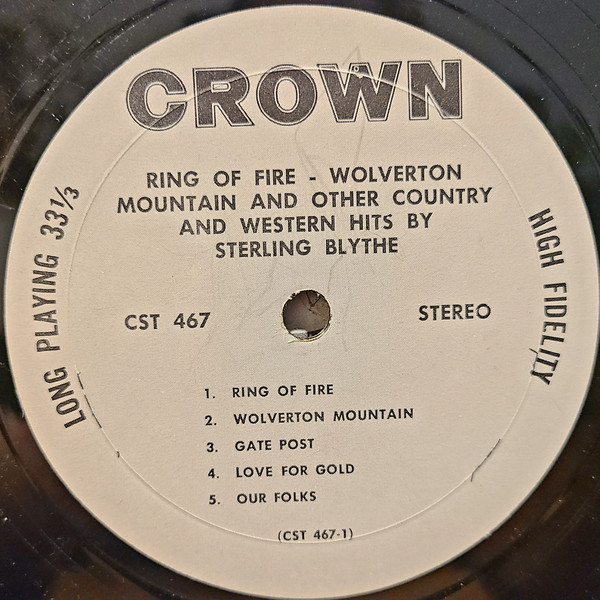 CROWN
RING OF FIRE - WOLVERTON
MOUNTAIN AND OTHER COUNTRY
AND WESTERN HITS BY
STERLING BLYTHE
LONG PLAYING 33⅓
HIGH FIDELITY
CST 467
STEREO
1. RING OF FIRE
2. WOLVERTON MOUNTAIN
3. GATE POST
4. LOVE FOR GOLD
5. OUR FOLKS
(CST 467-1)